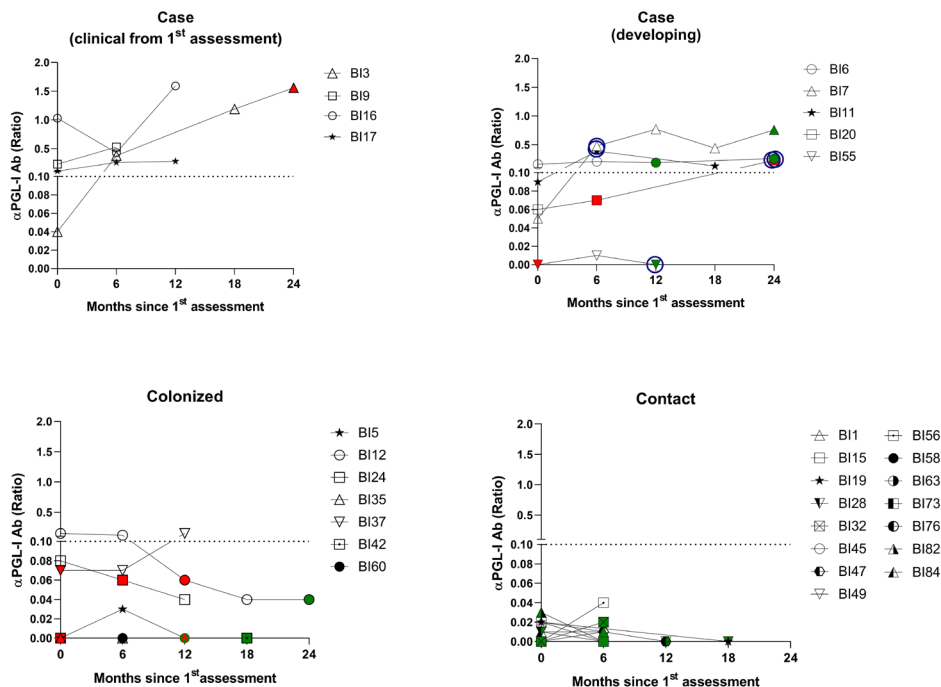 Case
(clinical from 1st assessment)
αPGL-I Ab (Ratio)
2.0
1.5
1.0
0.5
0.10
0.08
0.06
0.04
0.02
0.00
0 6 12 18 24
Months since 1st assessment
BI3
BI9
BI16
BI17
Case
(developing)
αPGL-I Ab (Ratio)
2.0
1.5
1.0
0.5
0.10
0.08
0.06
0.04
0.02
0.00
0 6 12 18 24
Months since 1st assessment
BI6
BI7
BI11
BI20
BI55
Colonized
αPGL-I Ab (Ratio)
2.0
1.5
1.0
0.5
0.10
0.08
0.06
0.04
0.02
0.00
0 6 12 18 24
Months since 1st assessment
BI5
BI12
BI24
BI35
BI37
BI42
BI60
Contact
αPGL-I Ab (Ratio)
2.0
1.5
1.0
0.5
0.10
0.08
0.06
0.04
0.02
0.00
0 6 12 18 24
Months since 1st assessment
BI1 BI56
BI15 BI58
BI19 BI63
BI28 BI73
BI32 BI76
BI45 BI82
BI47 BI84
BI49